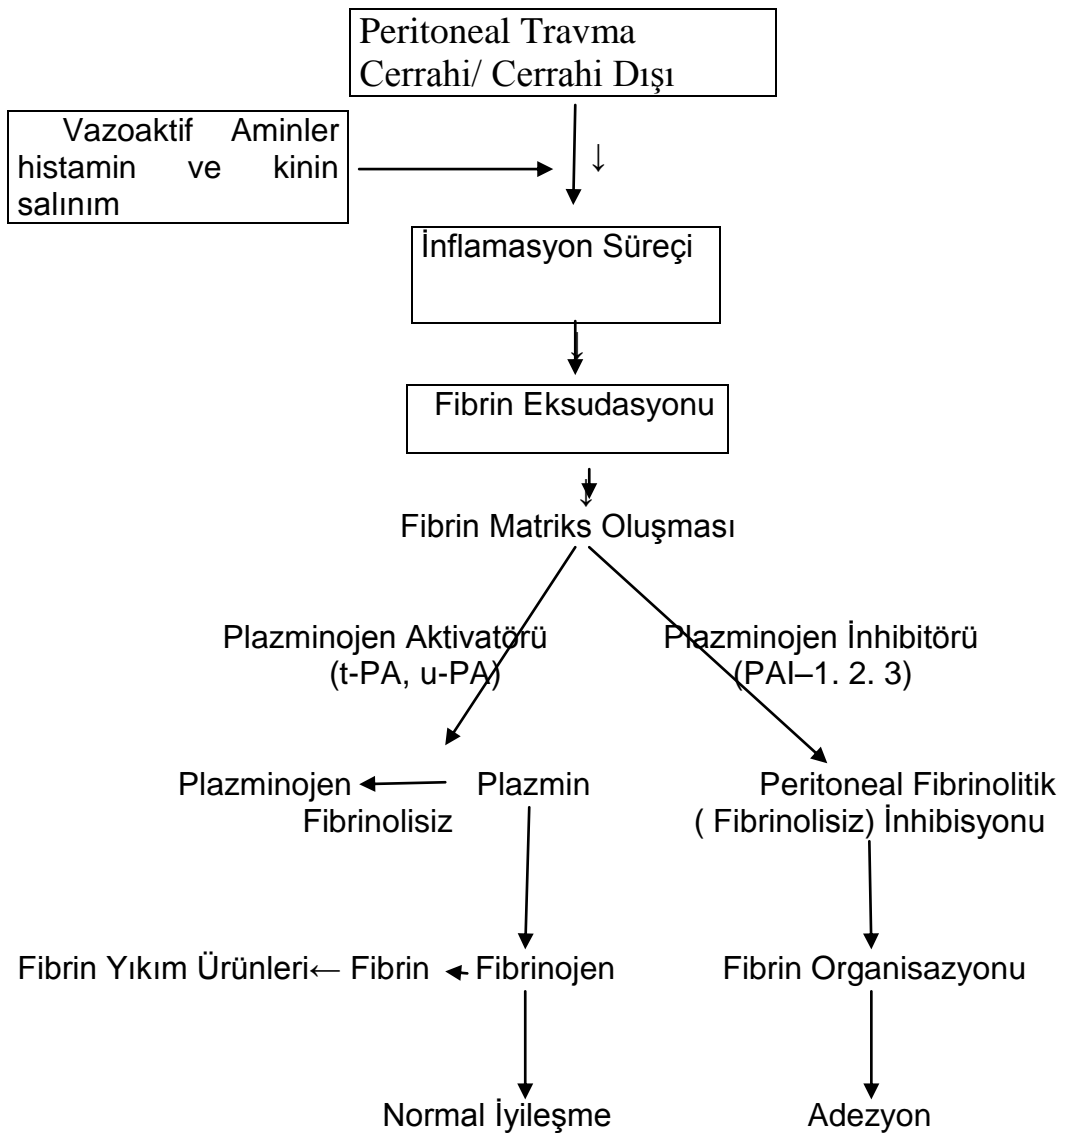 Peritoneal Travma
Cerrahi/ Cerrahi Dışı
Vazoaktif Aminler
histamin ve kinin
salınım
↓
İnflamasyon Süreçi
↓
Fibrin Eksudasyonu
↓
Fibrin Matriks Oluşması
Plazminojen Aktivatörü Plazminojen İnhibitörü
(t-PA, u-PA) (PAI–1. 2. 3)
Plazminojen Plazmin Peritoneal Fibrinolitik
Fibrinolisiz ( Fibrinolisiz) İnhibisyonu
Fibrin Yıkım Ürünleri← Fibrin Fibrinojen Fibrin Organisazyonu
Normal İyileşme Adezyon